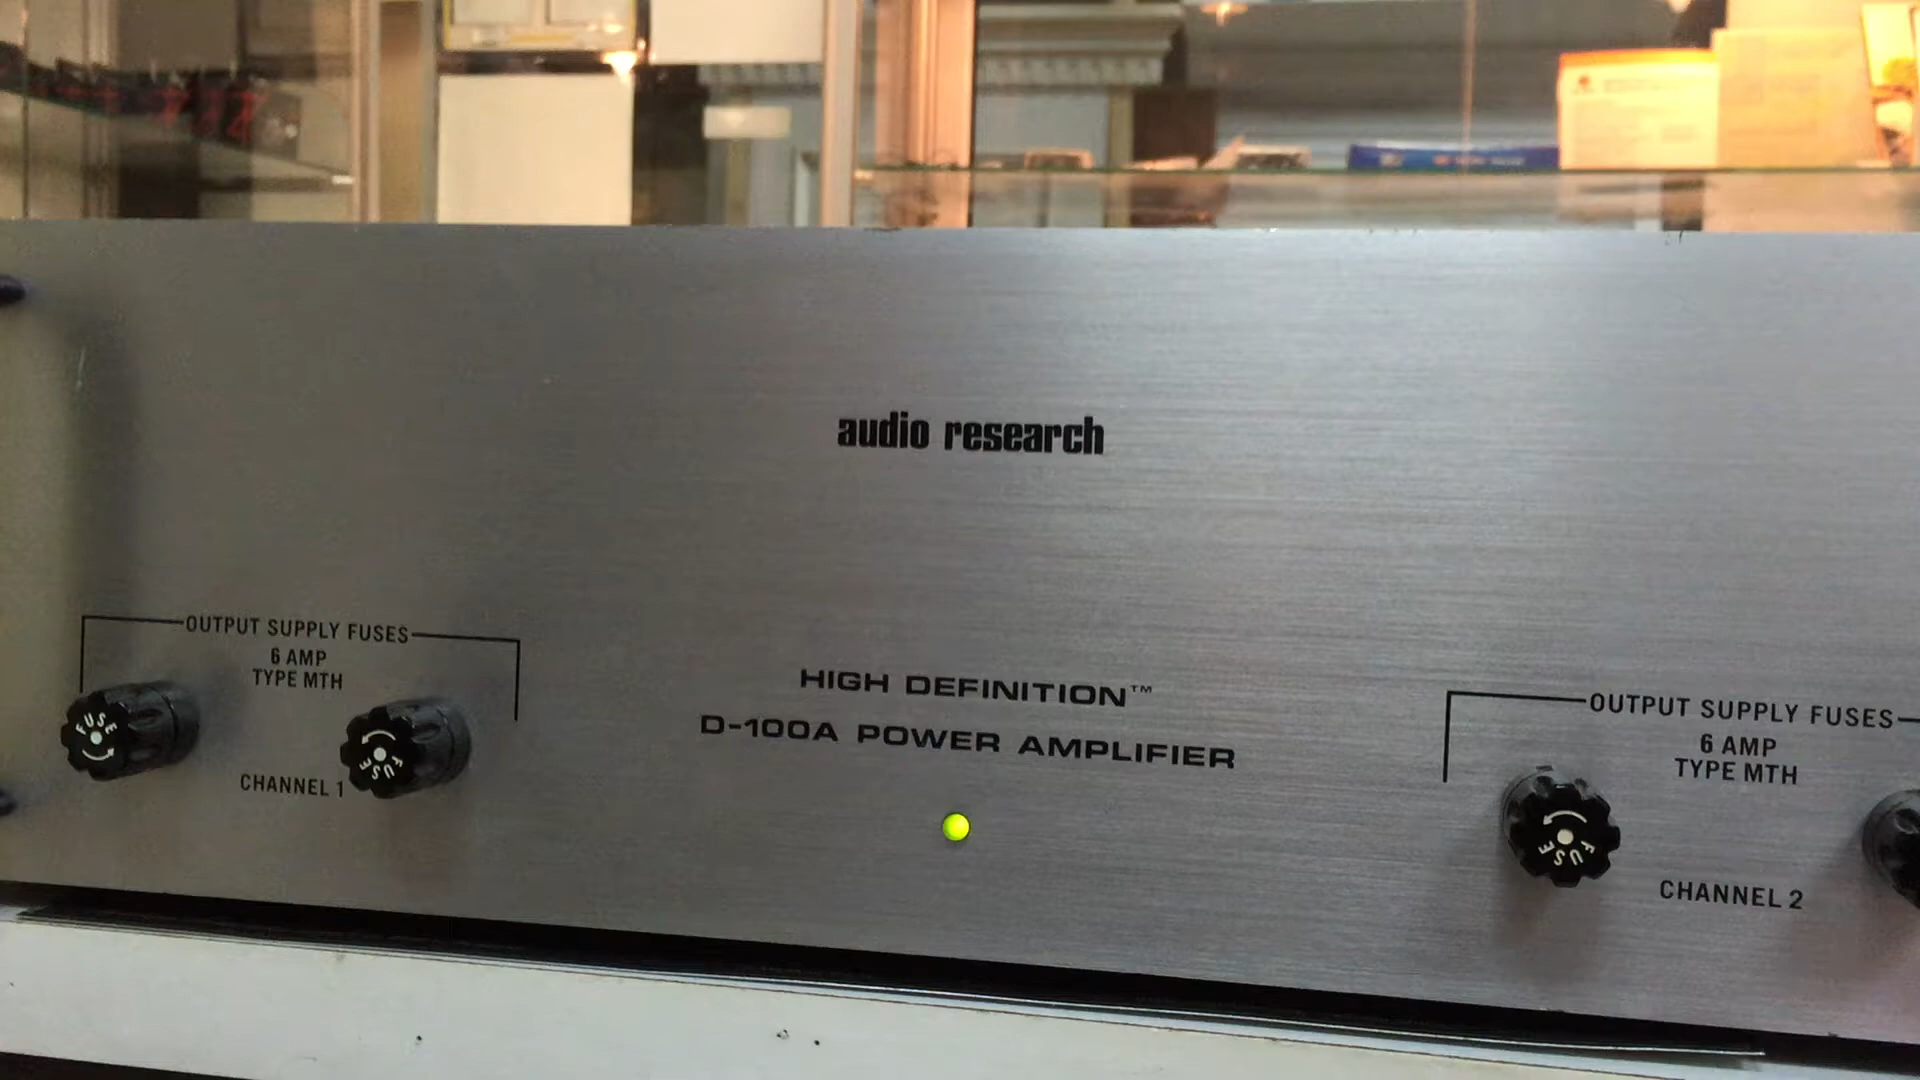 audio research
OUTPUT SUPPLY FUSES
6 AMP
TYPE MTH
FUSE
FUSE
CHANNEL 1
HIGH DEFINITION™
D-100A POWER AMPLIFIER
OUTPUT SUPPLY FUSES
6 AMP
TYPE MTH
FUSE
CHANNEL 2